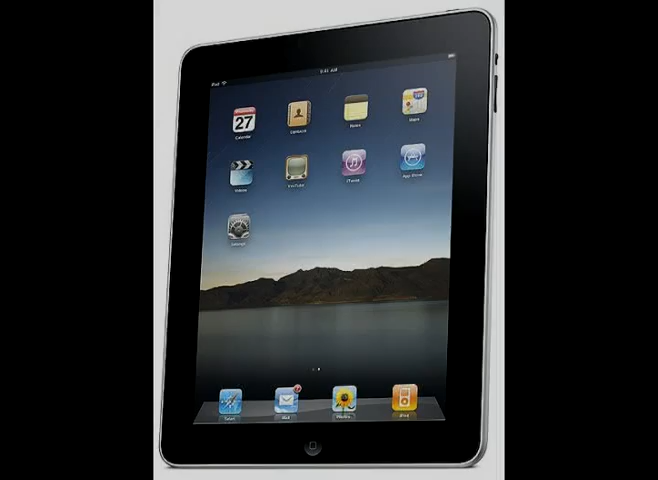 iPad
9:41 AM
27
Calendar Contacts Notes Maps
Videos YouTube iTunes App Store
Settings
Safari Mail Photos iPod